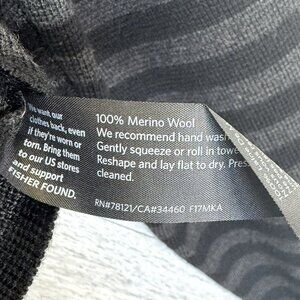 We want our
clothes back, even
if they're worn or
torn. Bring them
to our US stores
and support
FISHER FOUND.
100% Merino Wool
We recommend hand wash
Gently squeeze or roll in towe
Reshape and lay flat to dry. Press
cleaned.
RN#78121/CA#34460 F17MKA